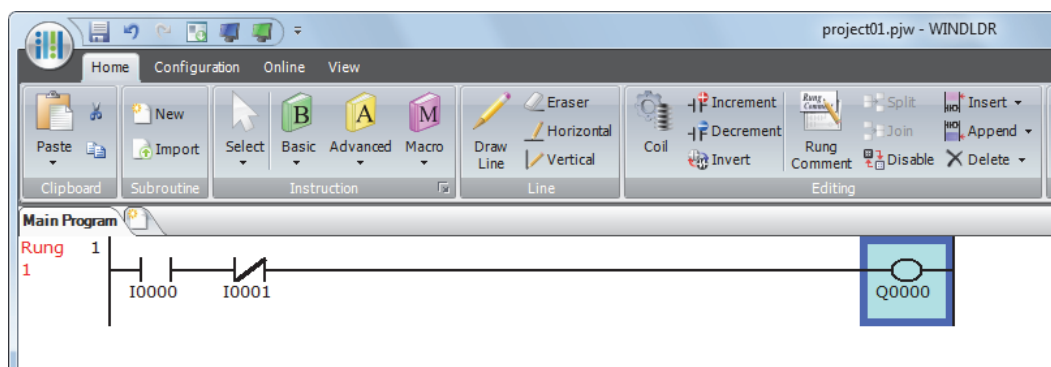 project01.pjw - WINDLDR
Home Configuration Online View
Paste
New
Import
Select
Basic
Advanced
Macro
Draw Line
Eraser
Horizontal
Vertical
Coil
Increment
Decrement
Invert
Rung Comment
Split
Join
Disable
Insert
Append
Delete
Clipboard Subroutine Instruction Line Editing
Main Program
Rung 1
1
I0000 I0001 Q0000